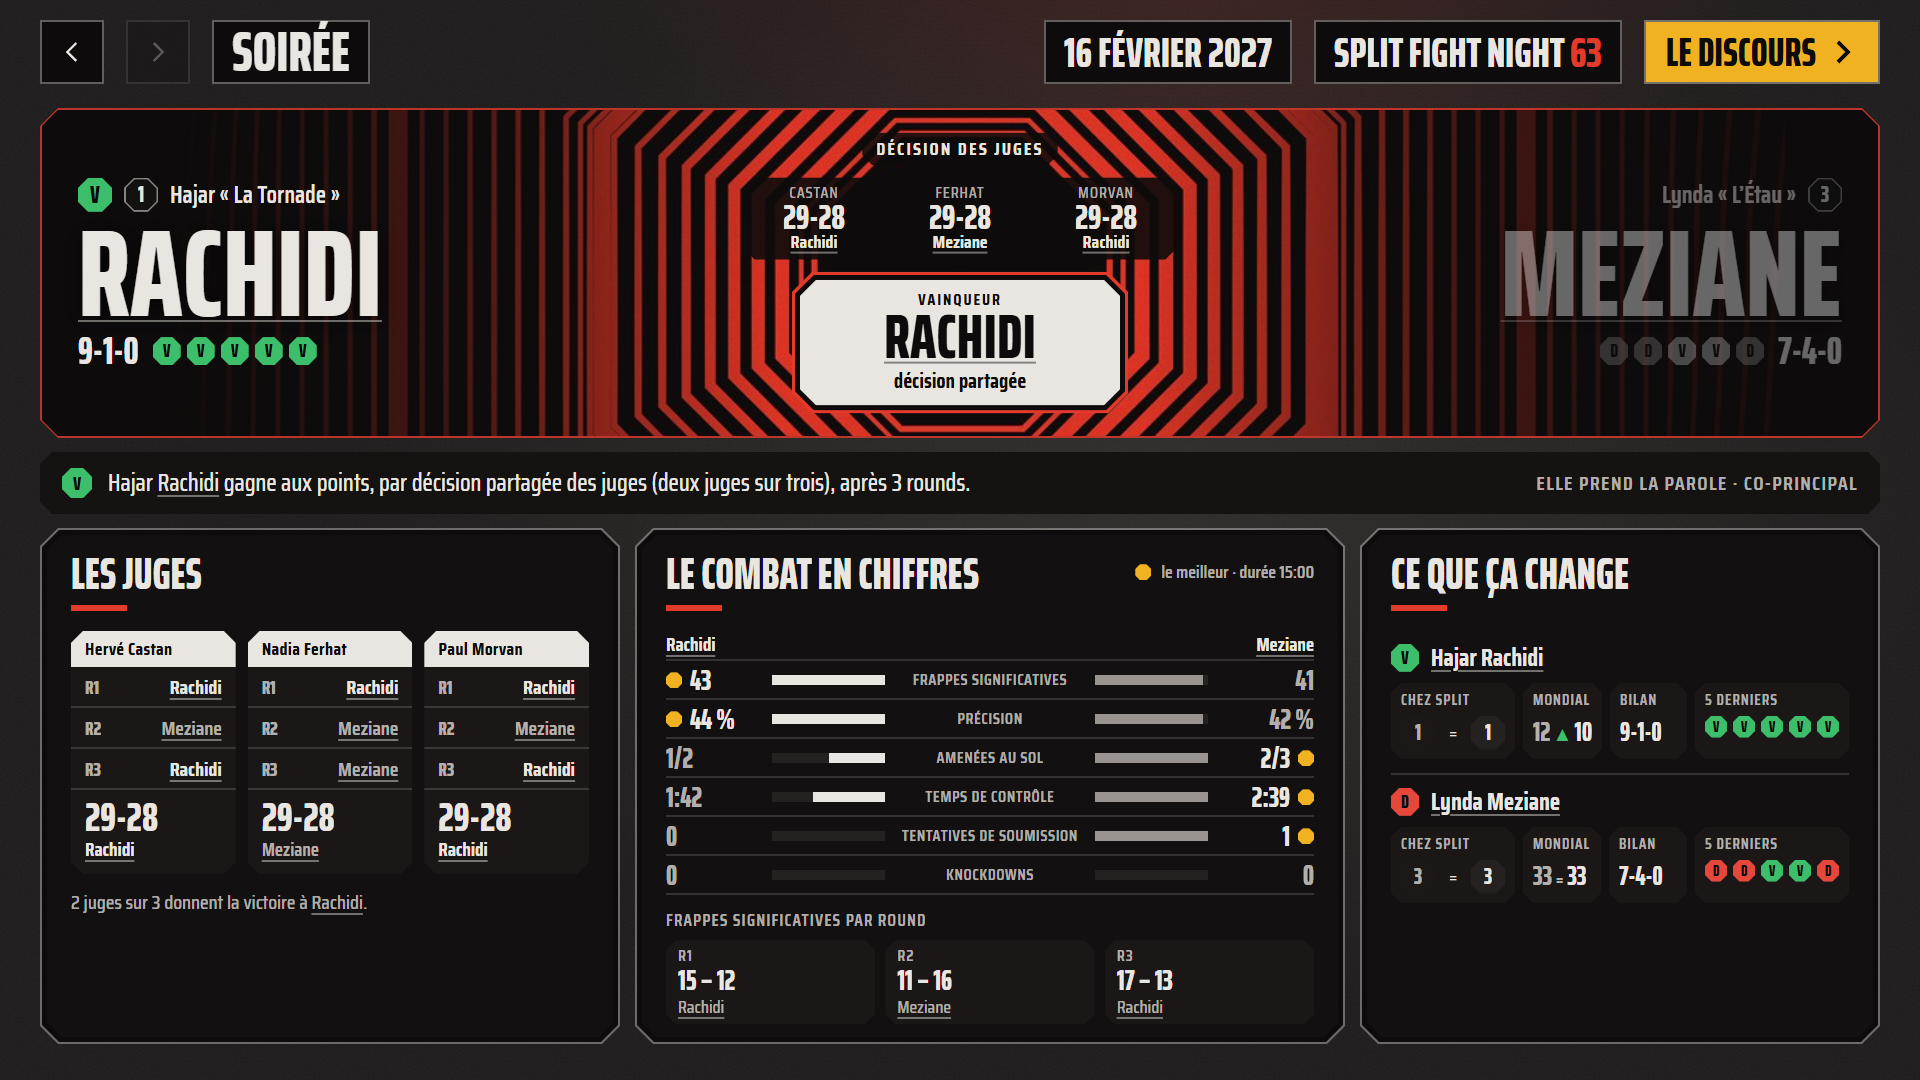 SOIRÉE
16 FÉVRIER 2027
SPLIT FIGHT NIGHT 63
LE DISCOURS
DÉCISION DES JUGES
V 1 Hajar « La Tornade »
RACHIDI
9-1-0 V V V V V
CASTAN FERHAT MORVAN
29-28 29-28 29-28
Rachidi Meziane Rachidi
VAINQUEUR
RACHIDI
décision partagée
Lynda « L'Étau » 3
MEZIANE
D D V V D 7-4-0
V Hajar Rachidi gagne aux points, par décision partagée des juges (deux juges sur trois), après 3 rounds.
ELLE PREND LA PAROLE · CO-PRINCIPAL
LES JUGES
Hervé Castan Nadia Ferhat Paul Morvan
R1 Rachidi R1 Rachidi R1 Rachidi
R2 Meziane R2 Meziane R2 Meziane
R3 Rachidi R3 Meziane R3 Rachidi
29-28 29-28 29-28
Rachidi Meziane Rachidi
2 juges sur 3 donnent la victoire à Rachidi.
LE COMBAT EN CHIFFRES
le meilleur · durée 15:00
Rachidi Meziane
43 FRAPPES SIGNIFICATIVES 41
44 % PRÉCISION 42 %
1/2 AMENÉES AU SOL 2/3
1:42 TEMPS DE CONTRÔLE 2:39
0 TENTATIVES DE SOUMISSION 1
0 KNOCKDOWNS 0
FRAPPES SIGNIFICATIVES PAR ROUND
R1 R2 R3
15 – 12 11 – 16 17 – 13
Rachidi Meziane Rachidi
CE QUE ÇA CHANGE
V Hajar Rachidi
CHEZ SPLIT MONDIAL BILAN 5 DERNIERS
1 = 1 12 ▲ 10 9-1-0 V V V V V
D Lynda Meziane
CHEZ SPLIT MONDIAL BILAN 5 DERNIERS
3 = 3 33 = 33 7-4-0 D D V V D